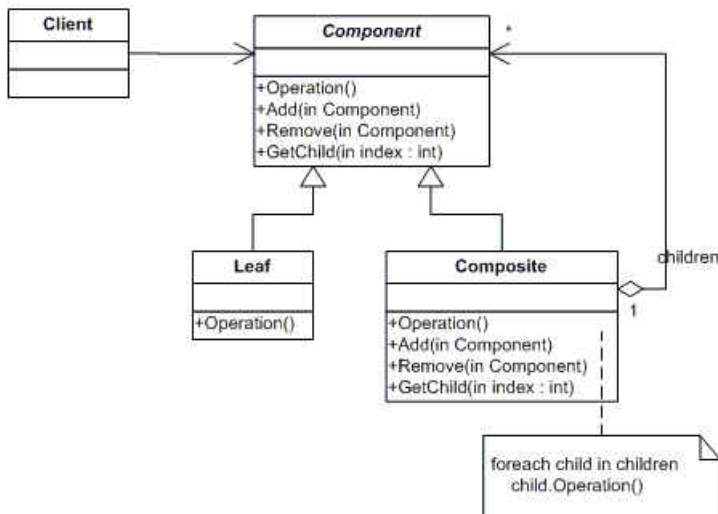 Client
Component
*
+Operation()
+Add(in Component)
+Remove(in Component)
+GetChild(in index : int)
children
Leaf
+Operation()
Composite
1
+Operation()
+Add(in Component)
+Remove(in Component)
+GetChild(in index : int)
foreach child in children
child.Operation()